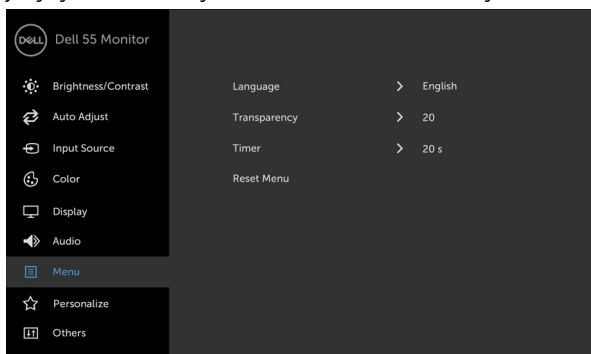 DELL Dell 55 Monitor
Brightness/Contrast
Language > English
Auto Adjust
Transparency > 20
Input Source
Timer > 20 s
Color
Reset Menu
Display
Audio
Menu
Personalize
Others